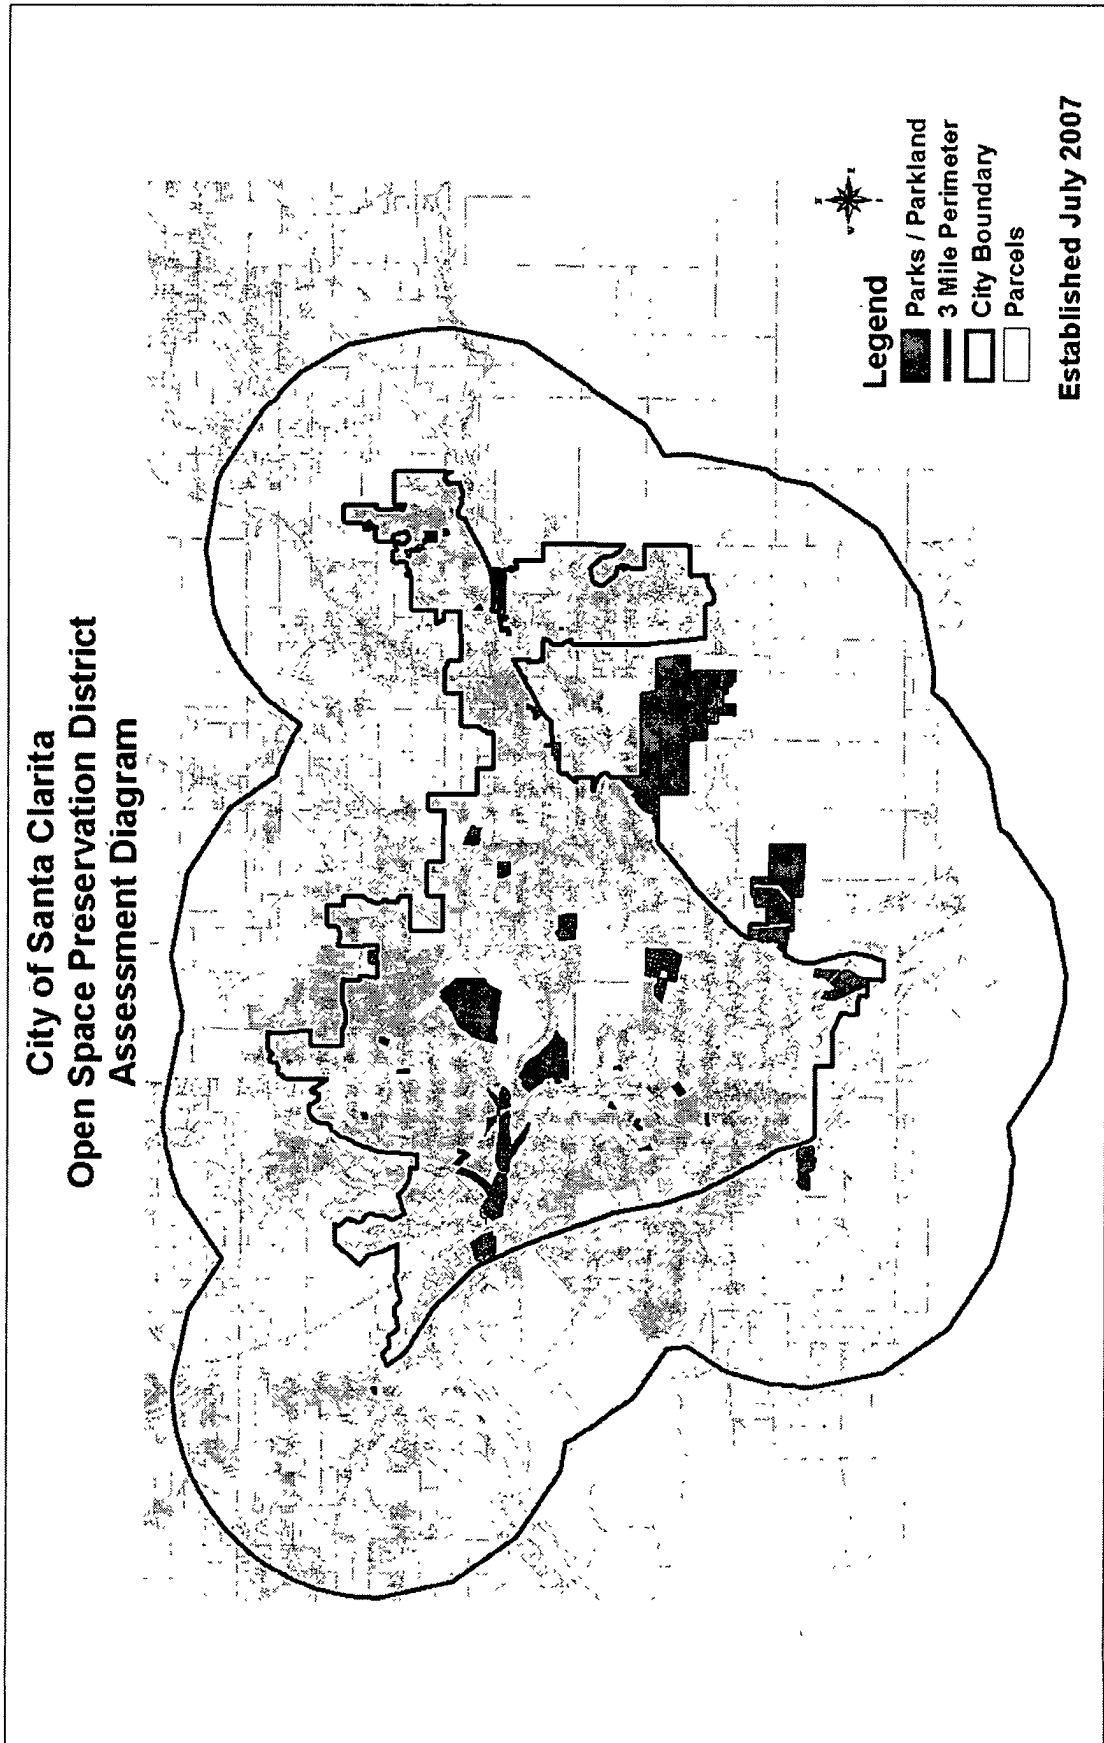 City of Santa Clarita
Open Space Preservation District
Assessment Diagram
Legend
Parks / Parkland
3 Mile Perimeter
City Boundary
Parcels
Established July 2007